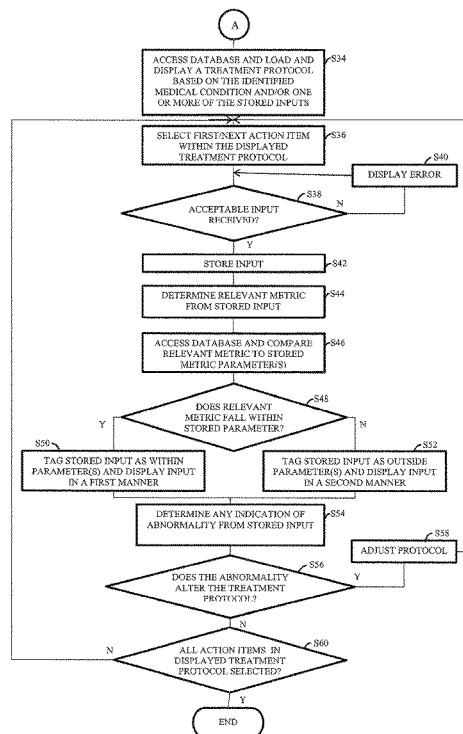 A
ACCESS DATABASE AND LOAD AND
DISPLAY A TREATMENT PROTOCOL
BASED ON THE IDENTIFIED
MEDICAL CONDITION AND/OR ONE
OR MORE OF THE STORED INPUTS
S34
SELECT FIRST/NEXT ACTION ITEM
WITHIN THE DISPLAYED
TREATMENT PROTOCOL
S36
S40
DISPLAY ERROR
S38
ACCEPTABLE INPUT
RECEIVED?
N
Y
STORE INPUT
S42
DETERMINE RELEVANT METRIC
FROM STORED INPUT
S44
ACCESS DATABASE AND COMPARE
RELEVANT METRIC TO STORED
METRIC PARAMETER(S)
S46
S48
DOES RELEVANT
METRIC FALL WITHIN
STORED PARAMETER?
Y
N
S50
TAG STORED INPUT AS WITHIN
PARAMETER(S) AND DISPLAY INPUT
IN A FIRST MANNER
S52
TAG STORED INPUT AS OUTSIDE
PARAMETER(S) AND DISPLAY INPUT
IN A SECOND MANNER
DETERMINE ANY INDICATION OF
ABNORMALITY FROM STORED INPUT
S54
S58
ADJUST PROTOCOL
S56
DOES THE ABNORMALITY
ALTER THE TREATMENT
PROTOCOL?
Y
N
S60
ALL ACTION ITEMS IN
DISPLAYED TREATMENT
PROTOCOL SELECTED?
N
Y
END